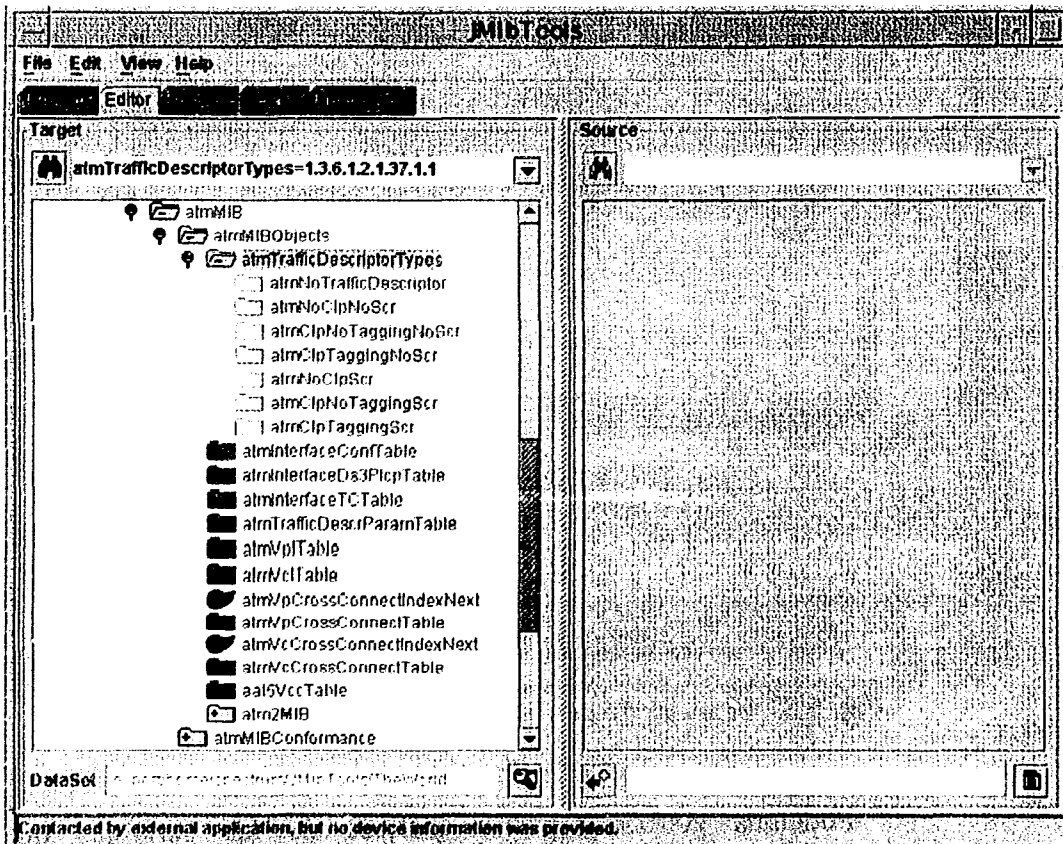 JMibTools
File Edit View Help
Editor
Target
atmTrafficDescriptorTypes=1.3.6.1.2.1.37.1.1
atmMIB
atmMIBObjects
atmTrafficDescriptorTypes
atmNoTrafficDescriptor
atmNoClpNoScr
atmClpNoTaggingNoScr
atmClpTaggingNoScr
atmNoClpScr
atmClpNoTaggingScr
atmClpTaggingScr
atmInterfaceConfTable
atmInterfaceDs3PlcpTable
atmInterfaceTCTable
atmTrafficDescrParamTable
atmVplTable
atmVclTable
atmVpCrossConnectIndexNext
atmVpCrossConnectTable
atmVcCrossConnectIndexNext
atmVcCrossConnectTable
aal5VccTable
atm2MIB
atmMIBConformance
DataSet
Source
Contacted by external application, but no device information was provided.